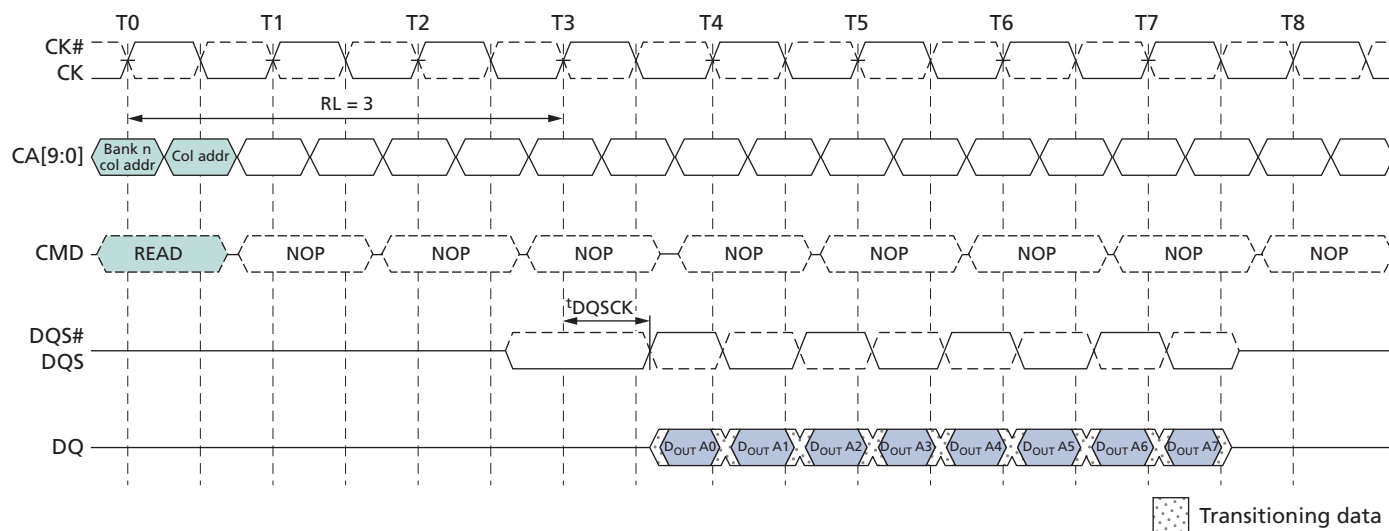 T0 T1 T2 T3 T4 T5 T6 T7 T8
CK#
CK
RL = 3
CA[9:0]
Bank n
col addr
Col addr
CMD
READ NOP NOP NOP NOP NOP NOP NOP NOP
tDQSCK
DQS#
DQS
DQ
DOUT A0 DOUT A1 DOUT A2 DOUT A3 DOUT A4 DOUT A5 DOUT A6 DOUT A7
Transitioning data